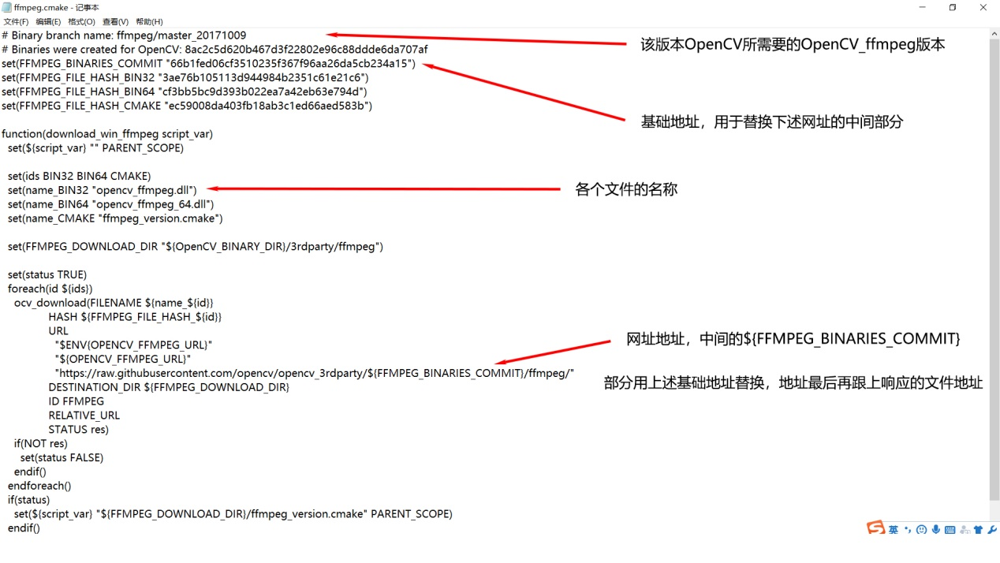 ffmpeg.cmake - 记事本
文件(F) 编辑(E) 格式(O) 查看(V) 帮助(H)
# Binary branch name: ffmpeg/master_20171009
该版本OpenCV所需要的OpenCV_ffmpeg版本
# Binaries were created for OpenCV: 8ac2c5d620b467d3f22802e96c88ddde6da707af
set(FFMPEG_BINARIES_COMMIT "66b1fed06cf3510235f367f96aa26da5cb234a15")
set(FFMPEG_FILE_HASH_BIN32 "3ae76b105113d944984b2351c61e21c6")
set(FFMPEG_FILE_HASH_BIN64 "cf3bb5bc9d393b022ea7a42eb63e794d")
set(FFMPEG_FILE_HASH_CMAKE "ec59008da403fb18ab3c1ed66aed583b")
基础地址，用于替换下述网址的中间部分
function(download_win_ffmpeg script_var)
set(${script_var} "" PARENT_SCOPE)
set(ids BIN32 BIN64 CMAKE)
set(name_BIN32 "opencv_ffmpeg.dll")
各个文件的名称
set(name_BIN64 "opencv_ffmpeg_64.dll")
set(name_CMAKE "ffmpeg_version.cmake")
set(FFMPEG_DOWNLOAD_DIR "${OpenCV_BINARY_DIR}/3rdparty/ffmpeg")
set(status TRUE)
foreach(id ${ids})
ocv_download(FILENAME ${name_${id}}
HASH ${FFMPEG_FILE_HASH_${id}}
URL
"$ENV{OPENCV_FFMPEG_URL}"
"${OPENCV_FFMPEG_URL}"
"https://raw.githubusercontent.com/opencv/opencv_3rdparty/${FFMPEG_BINARIES_COMMIT}/ffmpeg/"
网址地址，中间的${FFMPEG_BINARIES_COMMIT}
部分用上述基础地址替换，地址最后再跟上响应的文件地址
DESTINATION_DIR ${FFMPEG_DOWNLOAD_DIR}
ID FFMPEG
RELATIVE_URL
STATUS res)
if(NOT res)
set(status FALSE)
endif()
endforeach()
if(status)
set(${script_var} "${FFMPEG_DOWNLOAD_DIR}/ffmpeg_version.cmake" PARENT_SCOPE)
endif()
英